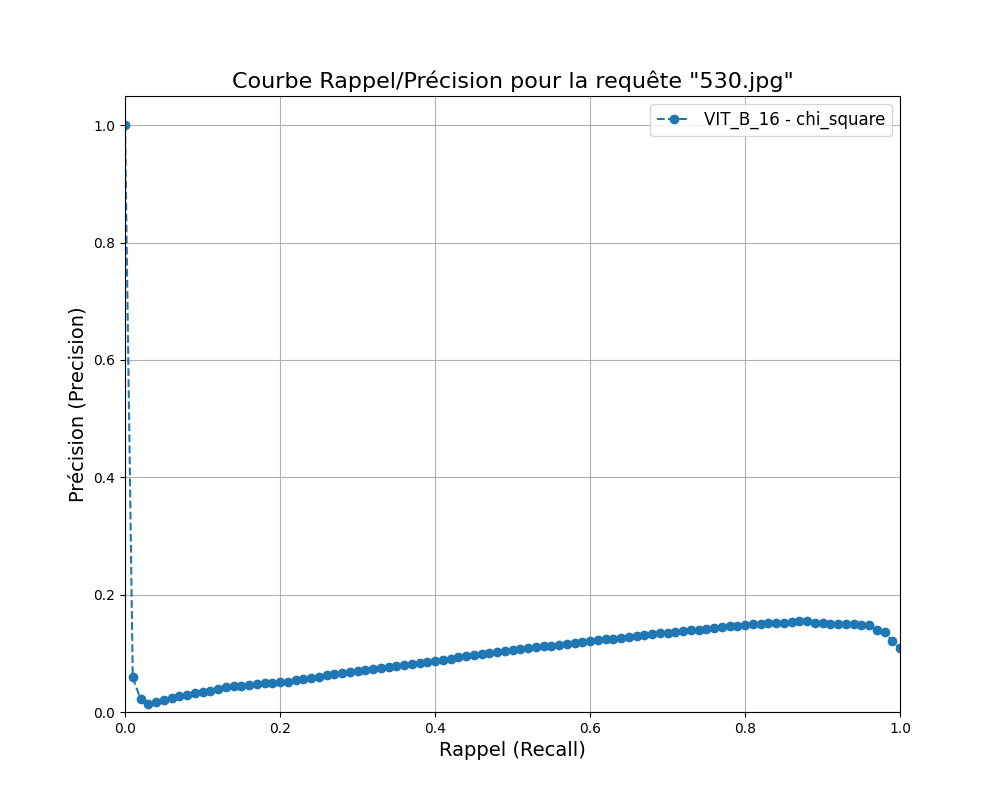 Courbe Rappel/Précision pour la requête "530.jpg"
VIT_B_16 - chi_square
1.0
0.8
0.6
0.4
0.2
0.0
Précision (Precision)
0.0 0.2 0.4 0.6 0.8 1.0
Rappel (Recall)